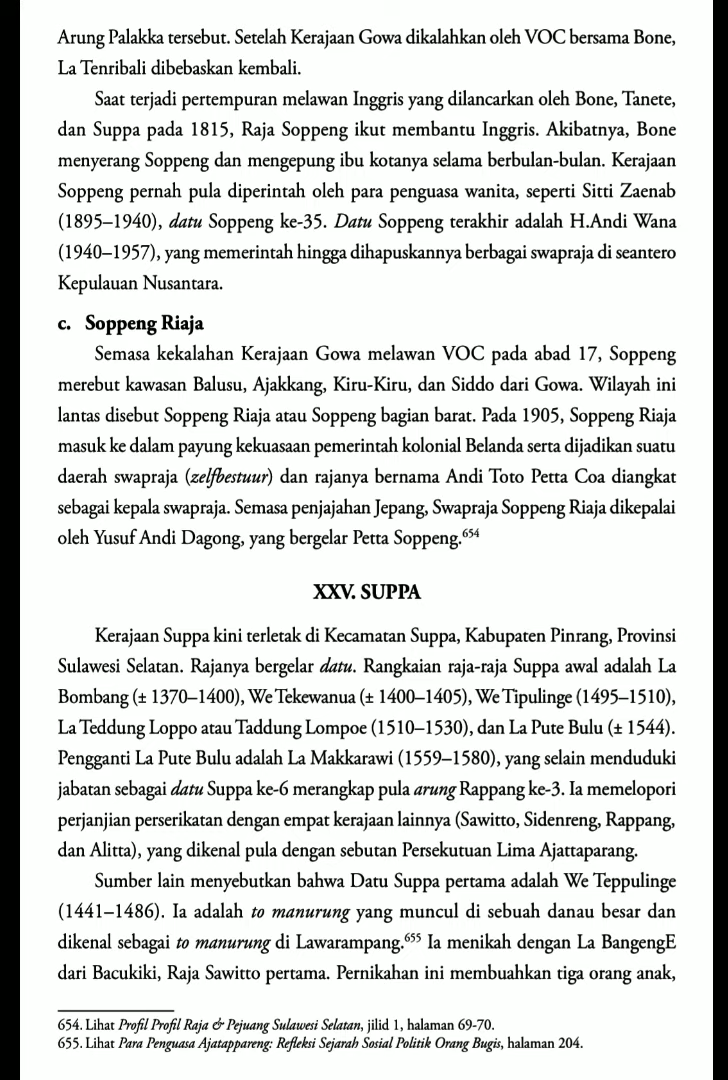 Arung Palakka tersebut. Setelah Kerajaan Gowa dikalahkan oleh VOC bersama Bone,
La Tenribali dibebaskan kembali.
Saat terjadi pertempuran melawan Inggris yang dilancarkan oleh Bone, Tanete,
dan Suppa pada 1815, Raja Soppeng ikut membantu Inggris. Akibatnya, Bone
menyerang Soppeng dan mengepung ibu kotanya selama berbulan-bulan. Kerajaan
Soppeng pernah pula diperintah oleh para penguasa wanita, seperti Sitti Zaenab
(1895–1940), datu Soppeng ke-35. Datu Soppeng terakhir adalah H.Andi Wana
(1940–1957), yang memerintah hingga dihapuskannya berbagai swapraja di seantero
Kepulauan Nusantara.
c. Soppeng Riaja
Semasa kekalahan Kerajaan Gowa melawan VOC pada abad 17, Soppeng
merebut kawasan Balusu, Ajakkang, Kiru-Kiru, dan Siddo dari Gowa. Wilayah ini
lantas disebut Soppeng Riaja atau Soppeng bagian barat. Pada 1905, Soppeng Riaja
masuk ke dalam payung kekuasaan pemerintah kolonial Belanda serta dijadikan suatu
daerah swapraja (zelfbestuur) dan rajanya bernama Andi Toto Petta Coa diangkat
sebagai kepala swapraja. Semasa penjajahan Jepang, Swapraja Soppeng Riaja dikepalai
oleh Yusuf Andi Dagong, yang bergelar Petta Soppeng.654
XXV. SUPPA
Kerajaan Suppa kini terletak di Kecamatan Suppa, Kabupaten Pinrang, Provinsi
Sulawesi Selatan. Rajanya bergelar datu. Rangkaian raja-raja Suppa awal adalah La
Bombang (± 1370–1400), We Tekewanua (± 1400–1405), We Tipulinge (1495–1510),
La Teddung Loppo atau Taddung Lompoe (1510–1530), dan La Pute Bulu (± 1544).
Pengganti La Pute Bulu adalah La Makkarawi (1559–1580), yang selain menduduki
jabatan sebagai datu Suppa ke-6 merangkap pula arung Rappang ke-3. Ia memelopori
perjanjian perserikatan dengan empat kerajaan lainnya (Sawitto, Sidenreng, Rappang,
dan Alitta), yang dikenal pula dengan sebutan Persekutuan Lima Ajattaparang.
Sumber lain menyebutkan bahwa Datu Suppa pertama adalah We Teppulinge
(1441–1486). Ia adalah to manurung yang muncul di sebuah danau besar dan
dikenal sebagai to manurung di Lawarampang.655 Ia menikah dengan La BangengE
dari Bacukiki, Raja Sawitto pertama. Pernikahan ini membuahkan tiga orang anak,
654. Lihat Profil Profil Raja & Pejuang Sulawesi Selatan, jilid 1, halaman 69-70.
655. Lihat Para Penguasa Ajatappareng: Refleksi Sejarah Sosial Politik Orang Bugis, halaman 204.